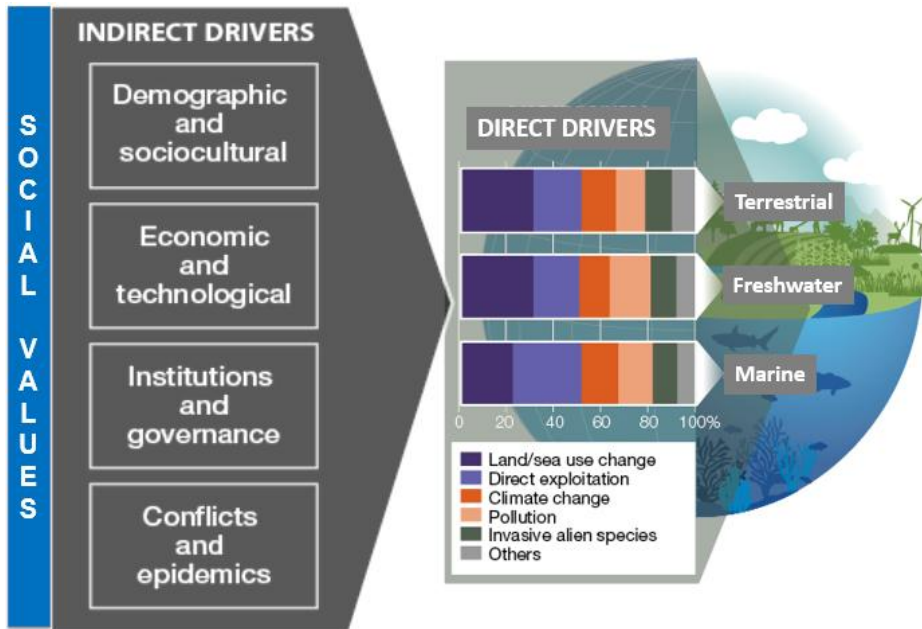 SOCIAL VALUES
INDIRECT DRIVERS
Demographic
and
sociocultural
Economic
and
technological
Institutions
and
governance
Conflicts
and
epidemics
DIRECT DRIVERS
Terrestrial
Freshwater
Marine
0 20 40 60 80 100%
Land/sea use change
Direct exploitation
Climate change
Pollution
Invasive alien species
Others